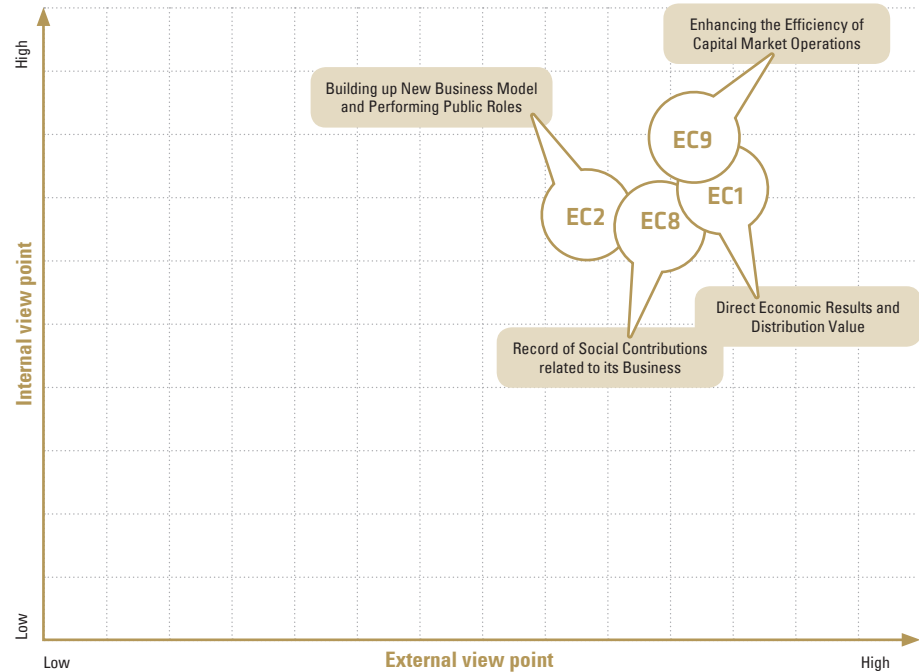 High
Enhancing the Efficiency of
Capital Market Operations
Building up New Business Model
and Performing Public Roles
EC9
EC1
EC2
EC8
Direct Economic Results and
Distribution Value
Record of Social Contributions
related to its Business
Internal view point
Low
Low
External view point
High